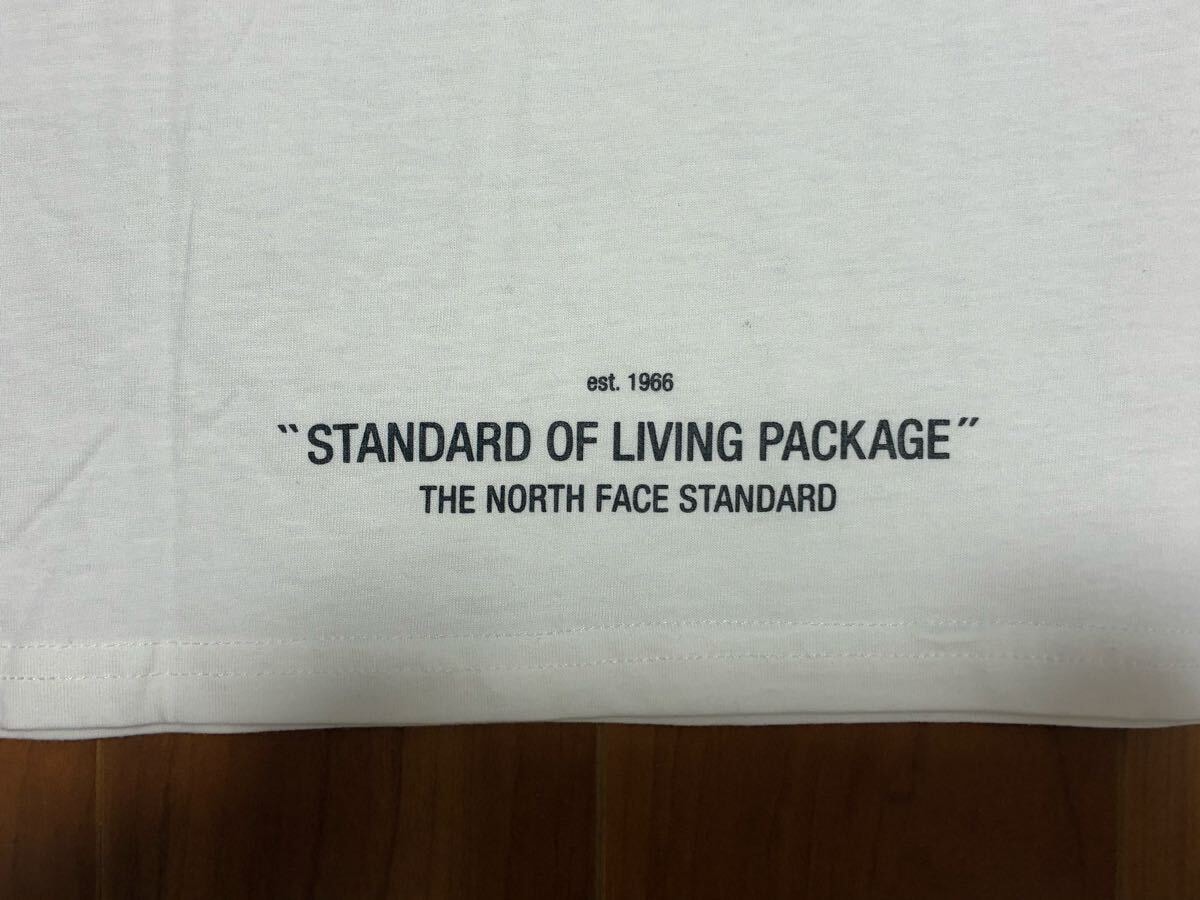 est. 1966
“STANDARD OF LIVING PACKAGE”
THE NORTH FACE STANDARD